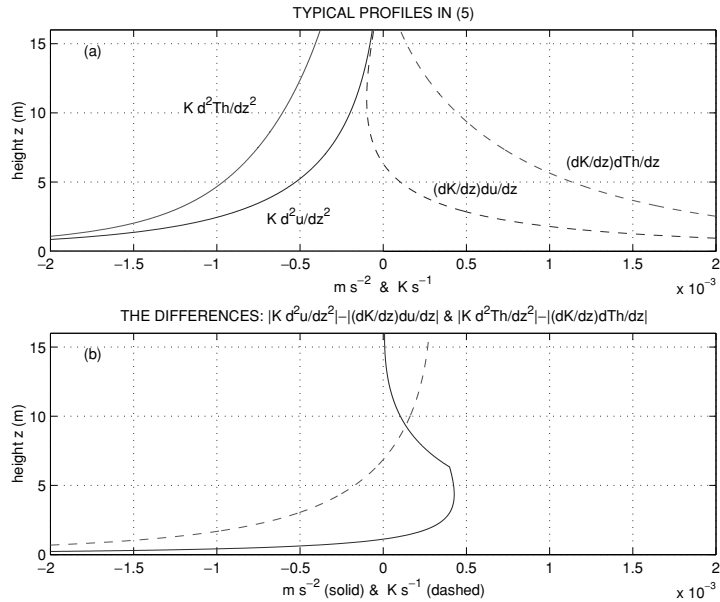 TYPICAL PROFILES IN (5)
(a)
K d²Th/dz²
K d²u/dz²
(dK/dz)dTh/dz
(dK/dz)du/dz
height z (m)
15
10
5
0
−2 −1.5 −1 −0.5 0 0.5 1 1.5 2
m s⁻² & K s⁻¹
x 10⁻³
THE DIFFERENCES: |K d²u/dz²|−|(dK/dz)du/dz| & |K d²Th/dz²|−|(dK/dz)dTh/dz|
(b)
height z (m)
15
10
5
0
−2 −1.5 −1 −0.5 0 0.5 1 1.5 2
m s⁻² (solid) & K s⁻¹ (dashed)
x 10⁻³